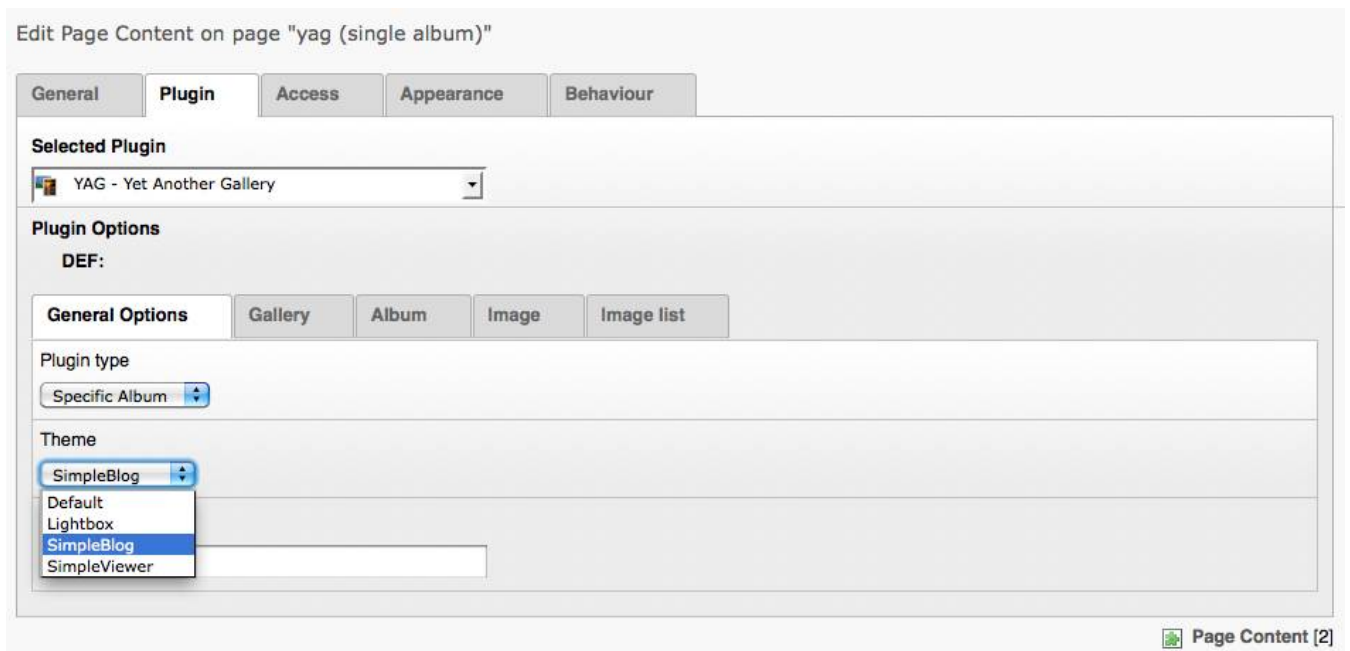 Edit Page Content on page "yag (single album)"
General Plugin Access Appearance Behaviour
Selected Plugin
YAG - Yet Another Gallery
Plugin Options
DEF:
General Options Gallery Album Image Image list
Plugin type
Specific Album
Theme
SimpleBlog
Default
Lightbox
SimpleBlog
SimpleViewer
Page Content [2]